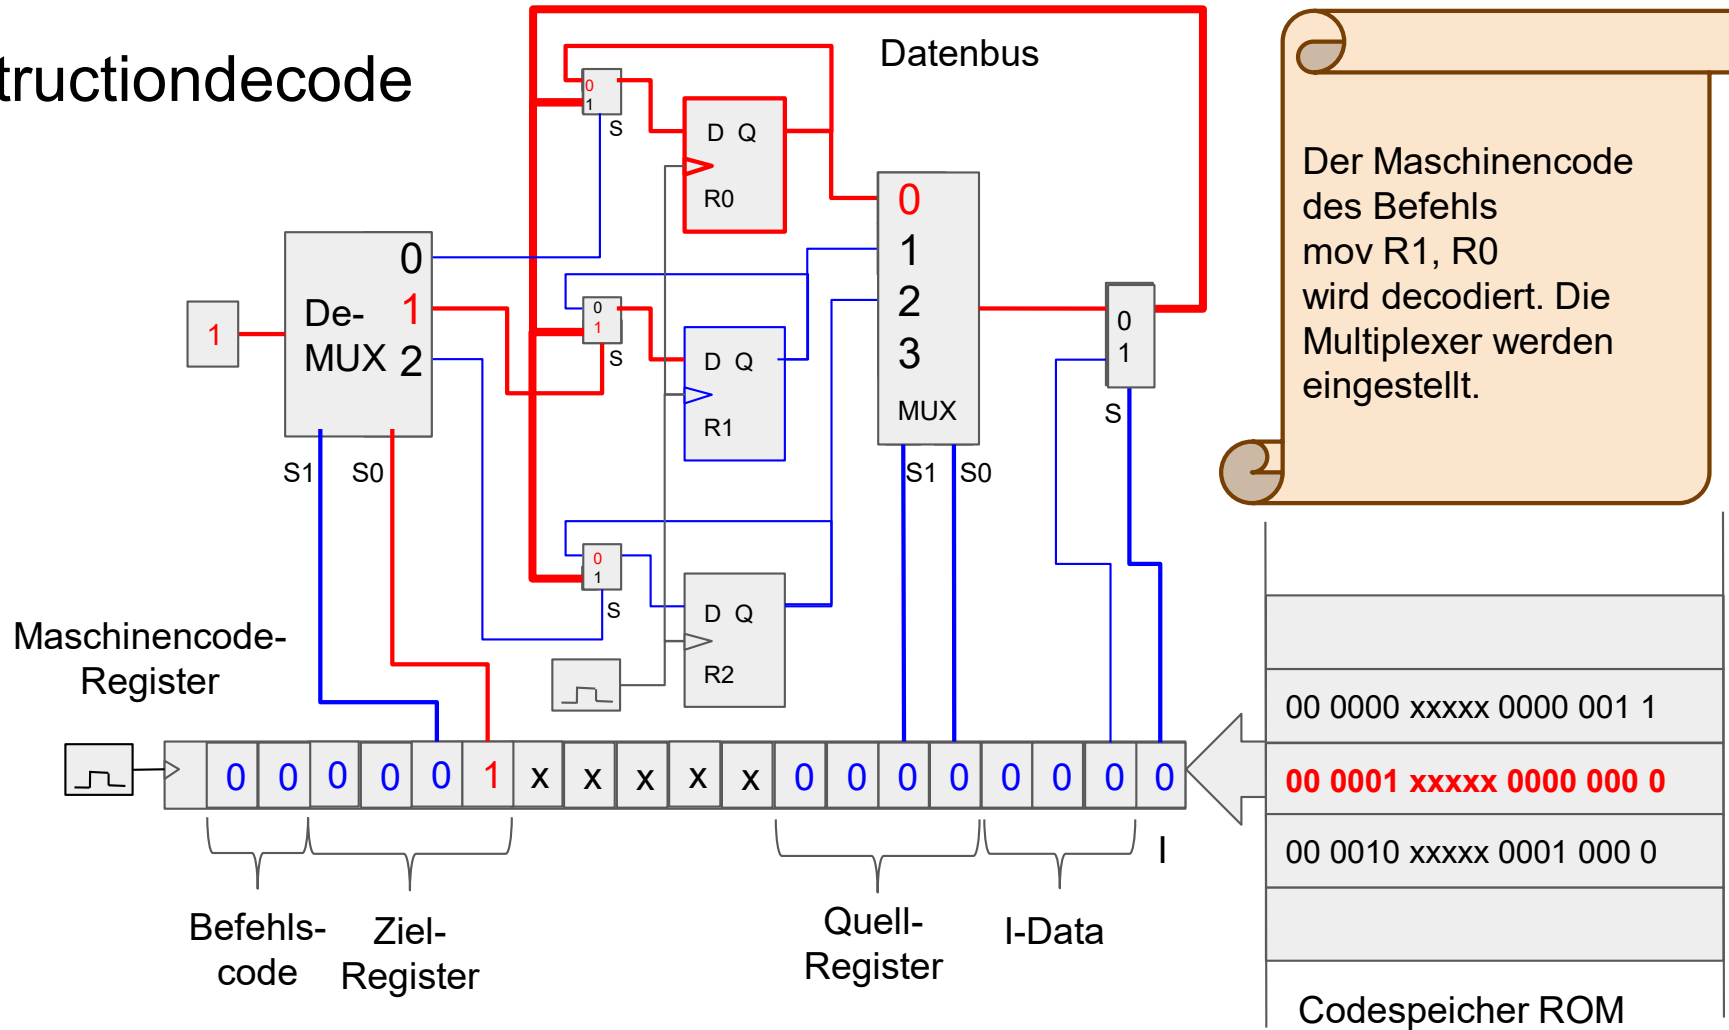 tructiondecode
Datenbus
Der Maschinencode
des Befehls
mov R1, R0
wird decodiert. Die
Multiplexer werden
eingestellt.
0
1
S
D Q
R0
0
1
2
3
MUX
S1 S0
1
De-
MUX
0
1
2
S1 S0
0
1
S
D Q
R1
0
1
S
0
1
S
D Q
R2
Maschinencode-
Register
0 0 0 0 0 1 x x x x x 0 0 0 0 0 0 0 0
00 0000 xxxxx 0000 001 1
00 0001 xxxxx 0000 000 0
00 0010 xxxxx 0001 000 0
I
Befehls-
code
Ziel-
Register
Quell-
Register
I-Data
Codespeicher ROM